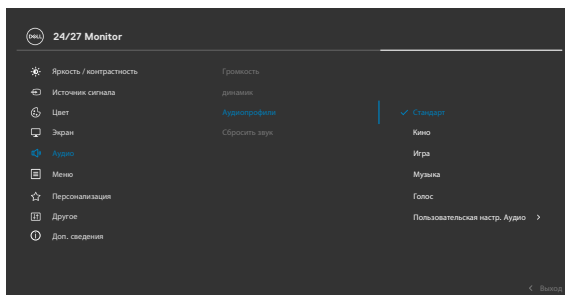 DELL 24/27 Monitor
Яркость / контрастность
Громкость
Источник сигнала
динамик
Цвет
Аудиопрофили
Стандарт
Экран
Сбросить звук
Кино
Аудио
Игра
Меню
Музыка
Персонализация
Голос
Другое
Пользовательская настр. Аудио
Доп. сведения
Выход